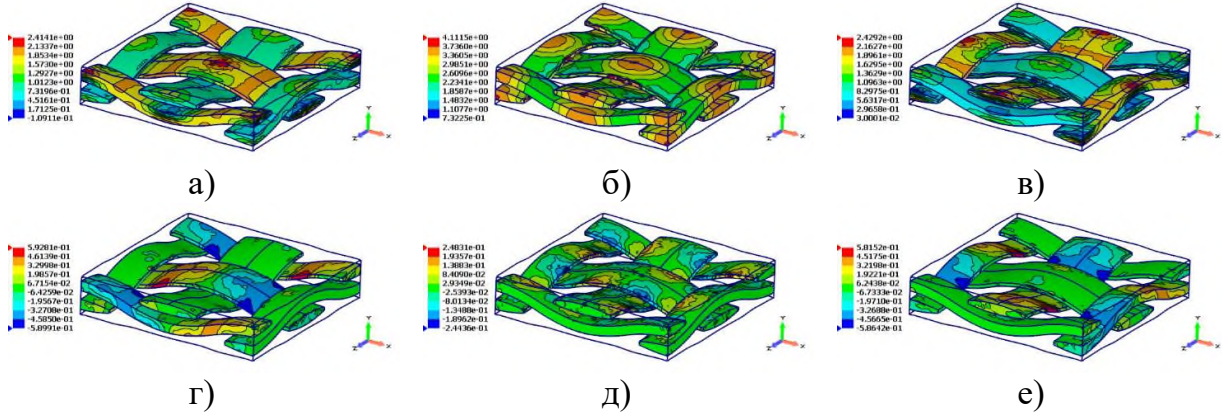 2.4141e+00
2.1337e+00
1.8534e+00
1.5730e+00
1.2927e+00
1.0123e+00
7.3196e-01
4.5161e-01
1.7125e-01
-1.0911e-01
Y
X
Z
а)
4.1115e+00
3.7360e+00
3.3605e+00
2.9851e+00
2.6096e+00
2.2341e+00
1.8587e+00
1.4832e+00
1.1077e+00
7.3225e-01
Y
X
Z
б)
2.4292e+00
2.1627e+00
1.8961e+00
1.6295e+00
1.3629e+00
1.0963e+00
8.2975e-01
5.6317e-01
2.9658e-01
3.0001e-02
Y
X
Z
в)
5.9281e-01
4.6139e-01
3.2998e-01
1.9857e-01
6.7154e-02
-6.4259e-02
-1.9567e-01
-3.2708e-01
-4.5850e-01
-5.8991e-01
Y
X
Z
г)
2.4831e-01
1.9357e-01
1.3883e-01
8.4090e-02
2.9349e-02
-2.5393e-02
-8.0134e-02
-1.3488e-01
-1.8962e-01
-2.4436e-01
Y
X
Z
д)
5.8152e-01
4.5175e-01
3.2198e-01
1.9221e-01
6.2438e-02
-6.7333e-02
-1.9710e-01
-3.2688e-01
-4.5665e-01
-5.8642e-01
Y
X
Z
е)